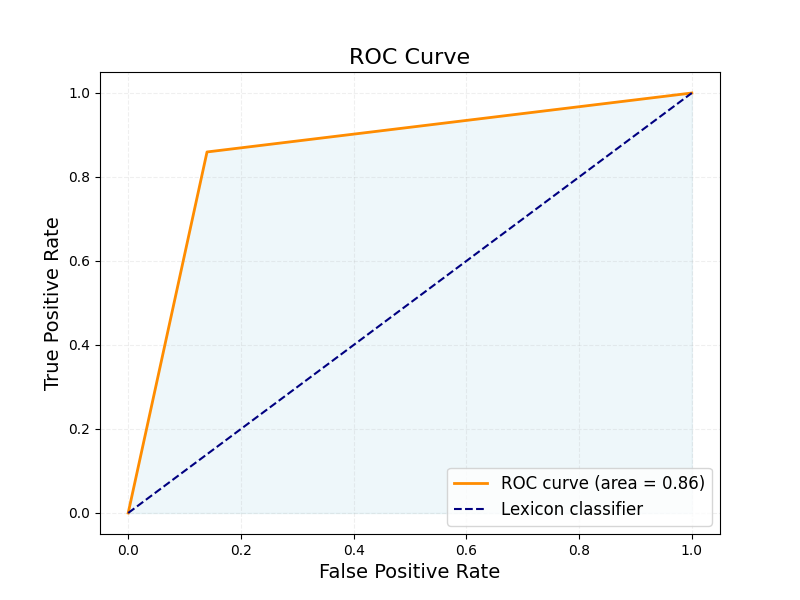 ROC Curve
1.0
0.8
0.6
0.4
0.2
0.0
True Positive Rate
ROC curve (area = 0.86)
Lexicon classifier
0.0 0.2 0.4 0.6 0.8 1.0
False Positive Rate